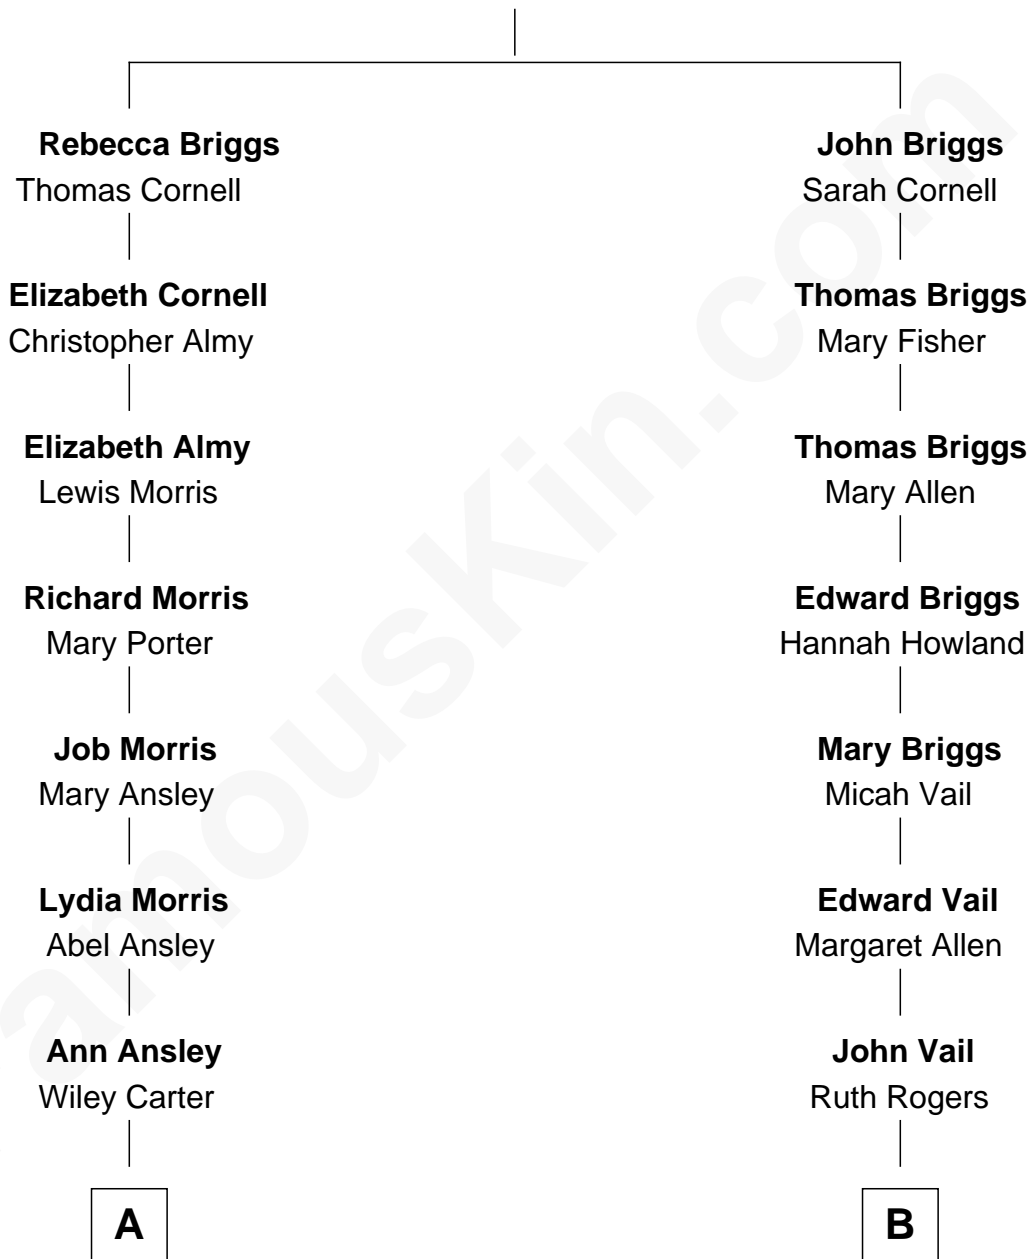 Rebecca Briggs
Thomas Cornell
Elizabeth Cornell
Christopher Almy
Elizabeth Almy
Lewis Morris
Richard Morris
Mary Porter
Job Morris
Mary Ansley
Lydia Morris
Abel Ansley
Ann Ansley
Wiley Carter
A
John Briggs
Sarah Cornell
Thomas Briggs
Mary Fisher
Thomas Briggs
Mary Allen
Edward Briggs
Hannah Howland
Mary Briggs
Micah Vail
Edward Vail
Margaret Allen
John Vail
Ruth Rogers
B
amousKin.com